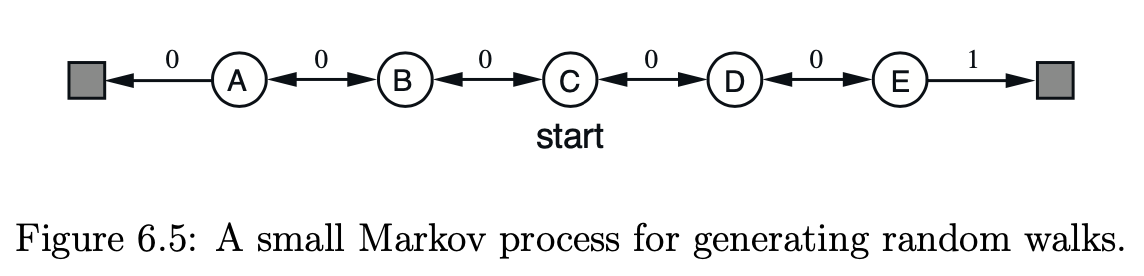 0 0 0 0 0 1
A B C D E
start
Figure 6.5: A small Markov process for generating random walks.